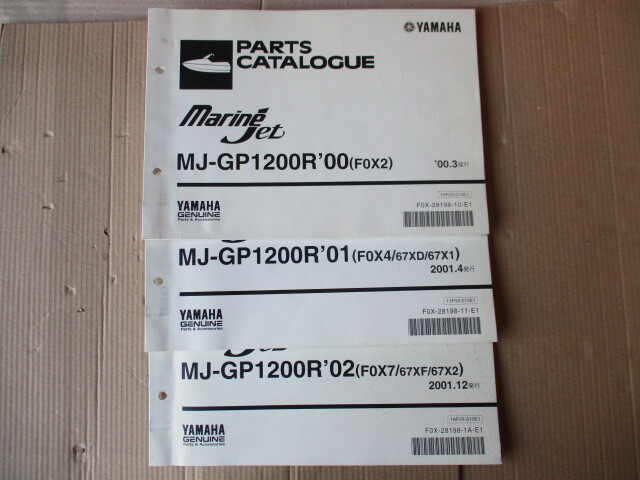 YAMAHA
PARTS
CATALOGUE
Marine Jet
MJ-GP1200R'00(F0X2)
'00.3発行
YAMAHA
GENUINE
Parts & Accessories
F0X-28198-10-E1
MJ-GP1200R'01(F0X4/67XD/67X1)
2001.4発行
YAMAHA
GENUINE
Parts & Accessories
F0X-28198-11-E1
MJ-GP1200R'02(F0X7/67XF/67X2)
2001.12発行
YAMAHA
GENUINE
Parts & Accessories
1AF0X-010E1
F0X-28198-1A-E1